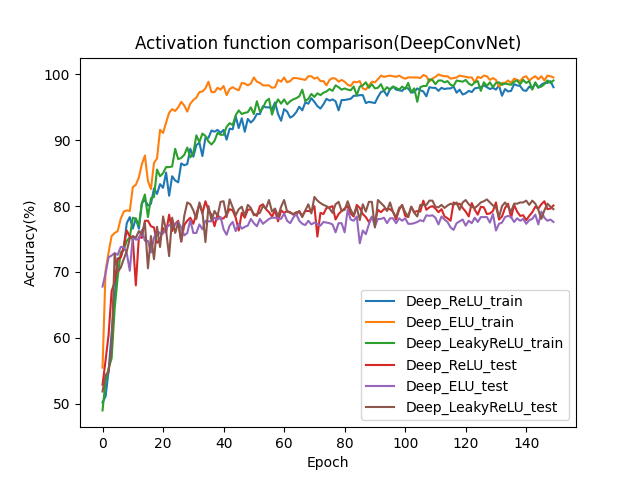 Activation function comparison(DeepConvNet)
Accuracy(%)
100
90
80
70
60
50
0 20 40 60 80 100 120 140
Epoch
Deep_ReLU_train
Deep_ELU_train
Deep_LeakyReLU_train
Deep_ReLU_test
Deep_ELU_test
Deep_LeakyReLU_test